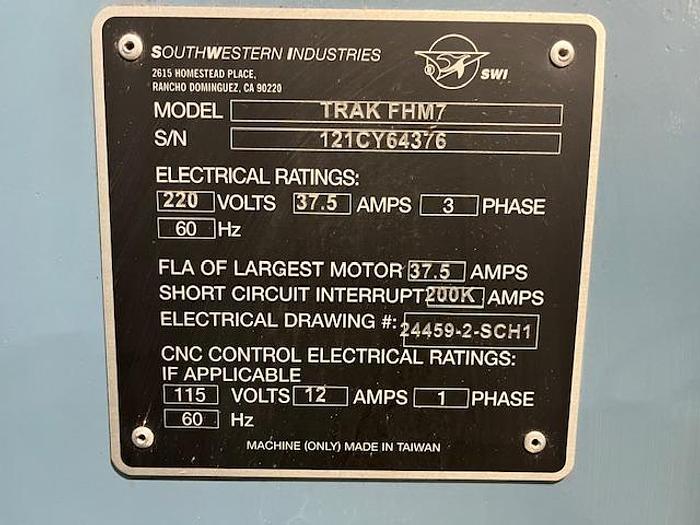 SOUTHWESTERN INDUSTRIES
2615 HOMESTEAD PLACE,
RANCHO DOMINGUEZ, CA 90220
® SWI
MODEL TRAK FHM7
S/N 121CY64376
ELECTRICAL RATINGS:
220 VOLTS 37.5 AMPS 3 PHASE
60 Hz
FLA OF LARGEST MOTOR 37.5 AMPS
SHORT CIRCUIT INTERRUPT 200K AMPS
ELECTRICAL DRAWING #: 24459-2-SCH1
CNC CONTROL ELECTRICAL RATINGS:
IF APPLICABLE
115 VOLTS 12 AMPS 1 PHASE
60 Hz
MACHINE (ONLY) MADE IN TAIWAN